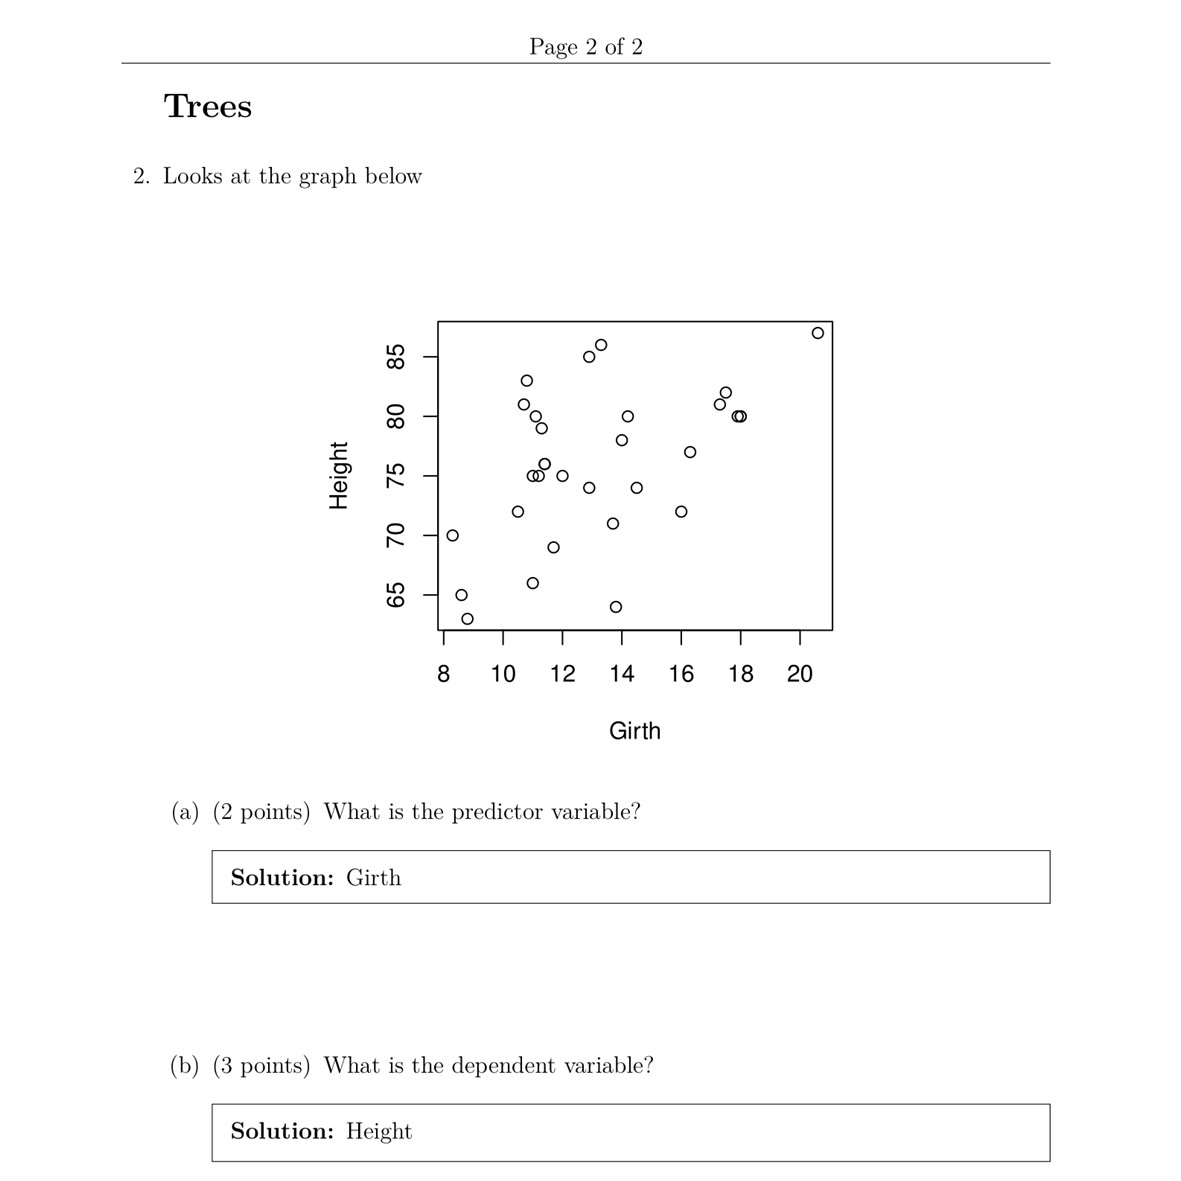 Page 2 of 2
Trees
2. Looks at the graph below
Height
85
80
75
70
65
8 10 12 14 16 18 20
Girth
(a) (2 points) What is the predictor variable?
Solution: Girth
(b) (3 points) What is the dependent variable?
Solution: Height